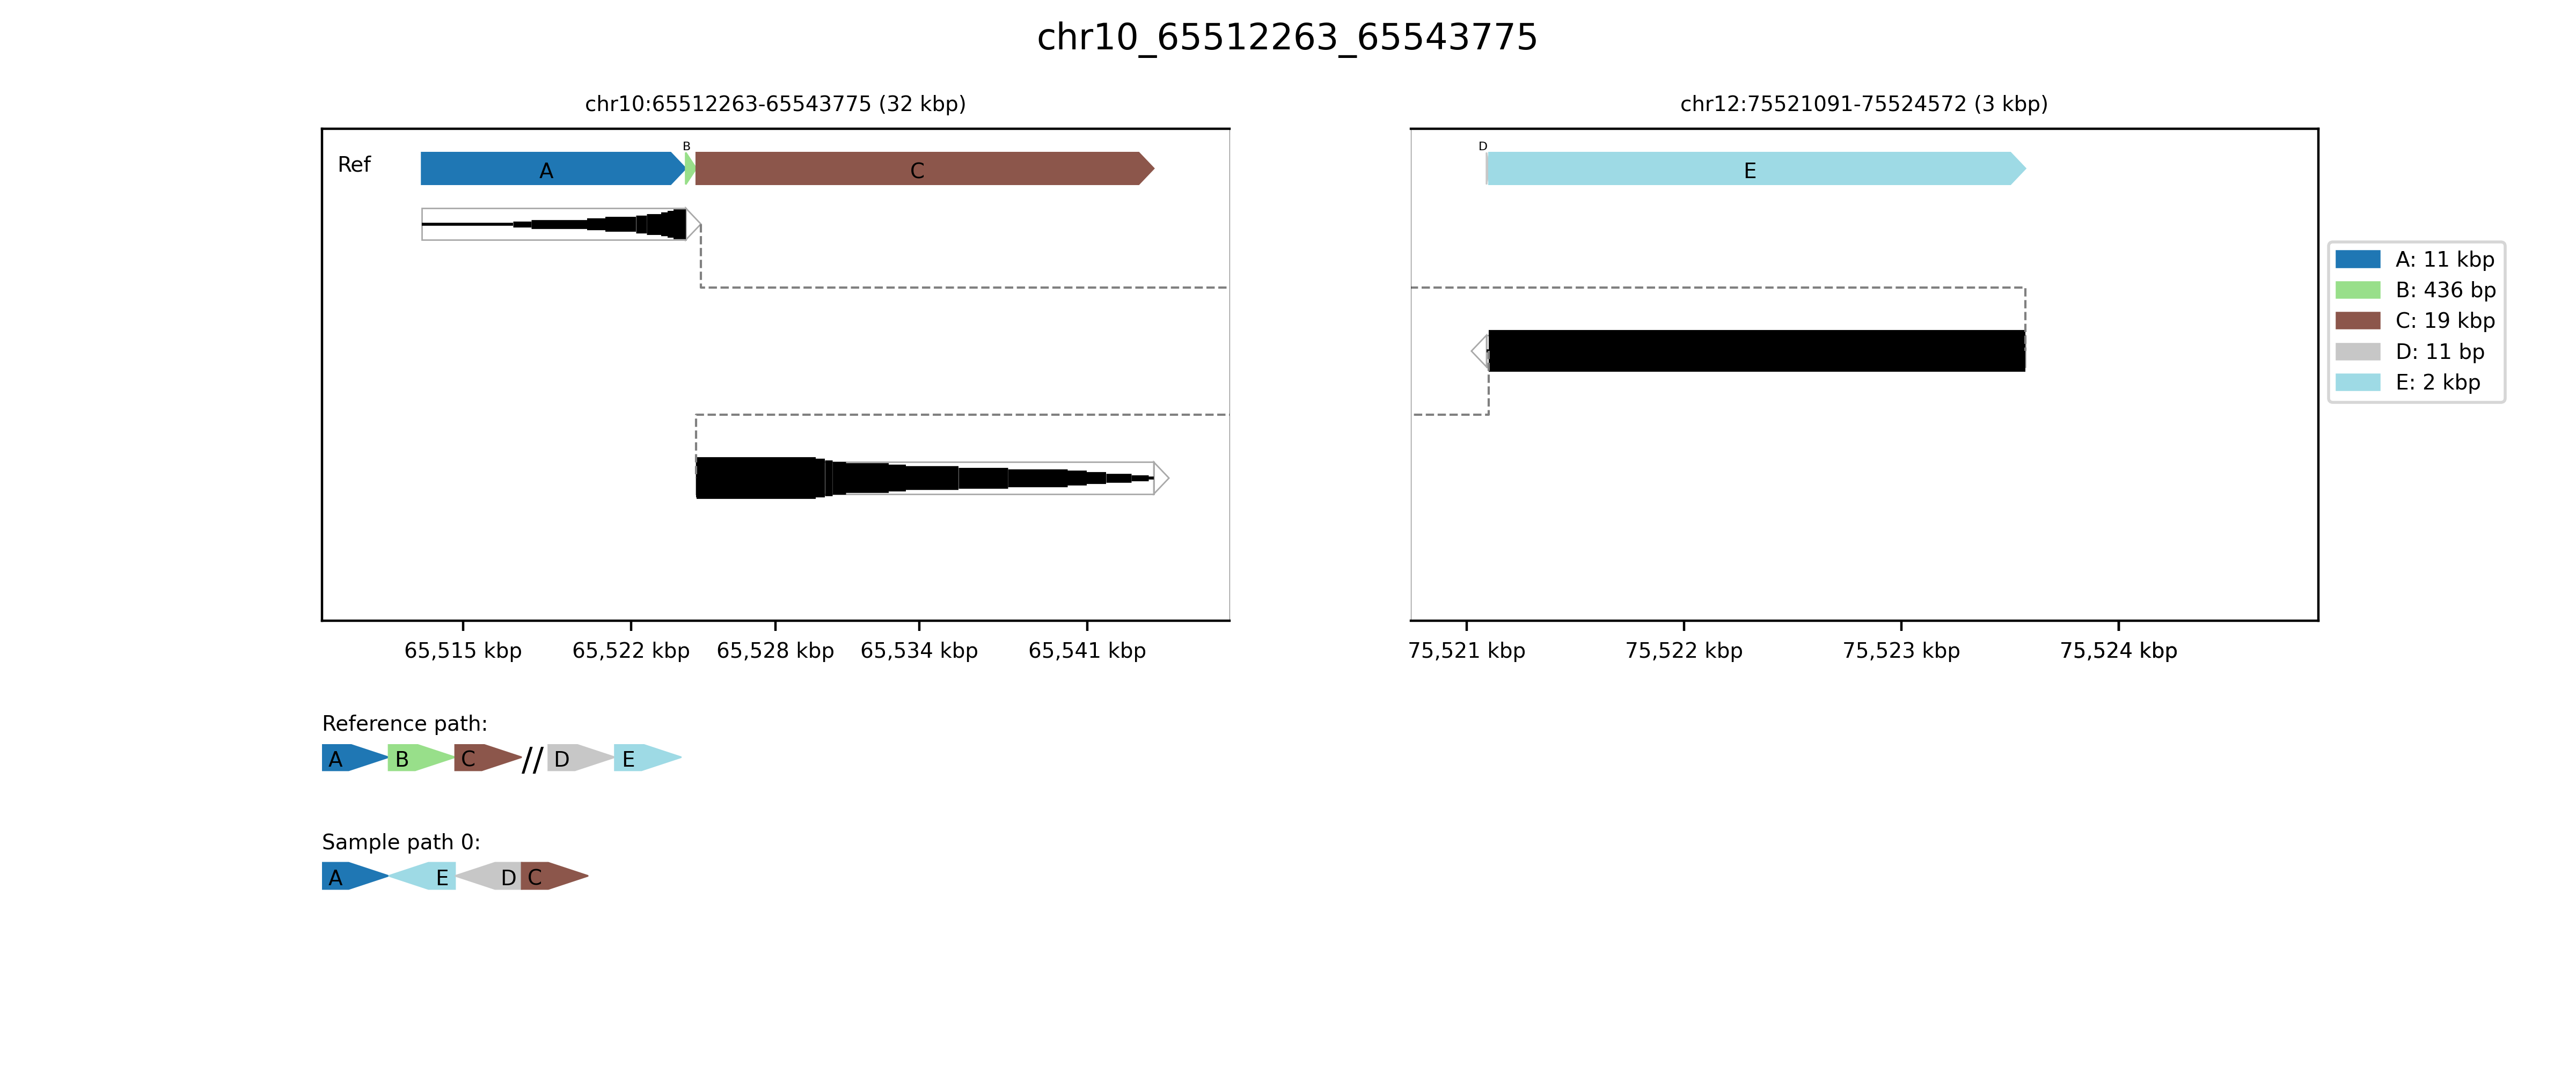 chr10_65512263_65543775
chr10:65512263-65543775 (32 kbp)
chr12:75521091-75524572 (3 kbp)
Ref
A
B
C
D
E
A: 11 kbp
B: 436 bp
C: 19 kbp
D: 11 bp
E: 2 kbp
65,515 kbp
65,522 kbp
65,528 kbp
65,534 kbp
65,541 kbp
75,521 kbp
75,522 kbp
75,523 kbp
75,524 kbp
Reference path:
A B C // D E
Sample path 0:
A E D C